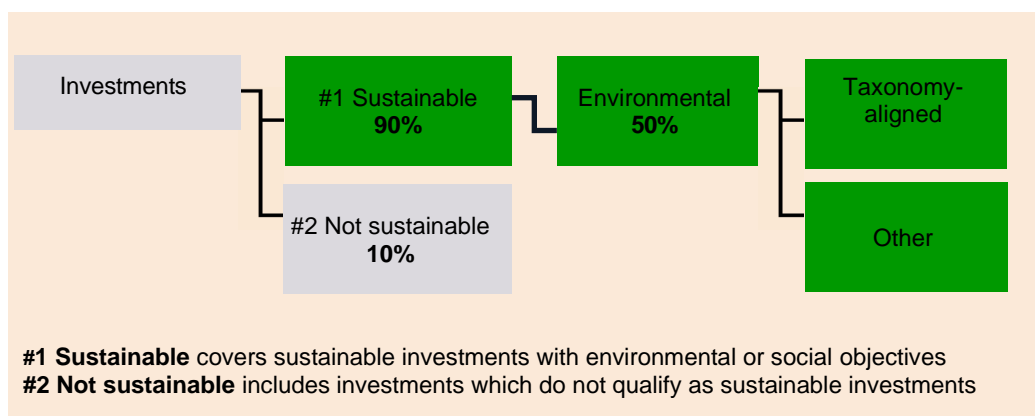 Investments
#1 Sustainable
90%
Environmental
50%
Taxonomy-
aligned
#2 Not sustainable
10%
Other
#1 Sustainable covers sustainable investments with environmental or social objectives
#2 Not sustainable includes investments which do not qualify as sustainable investments